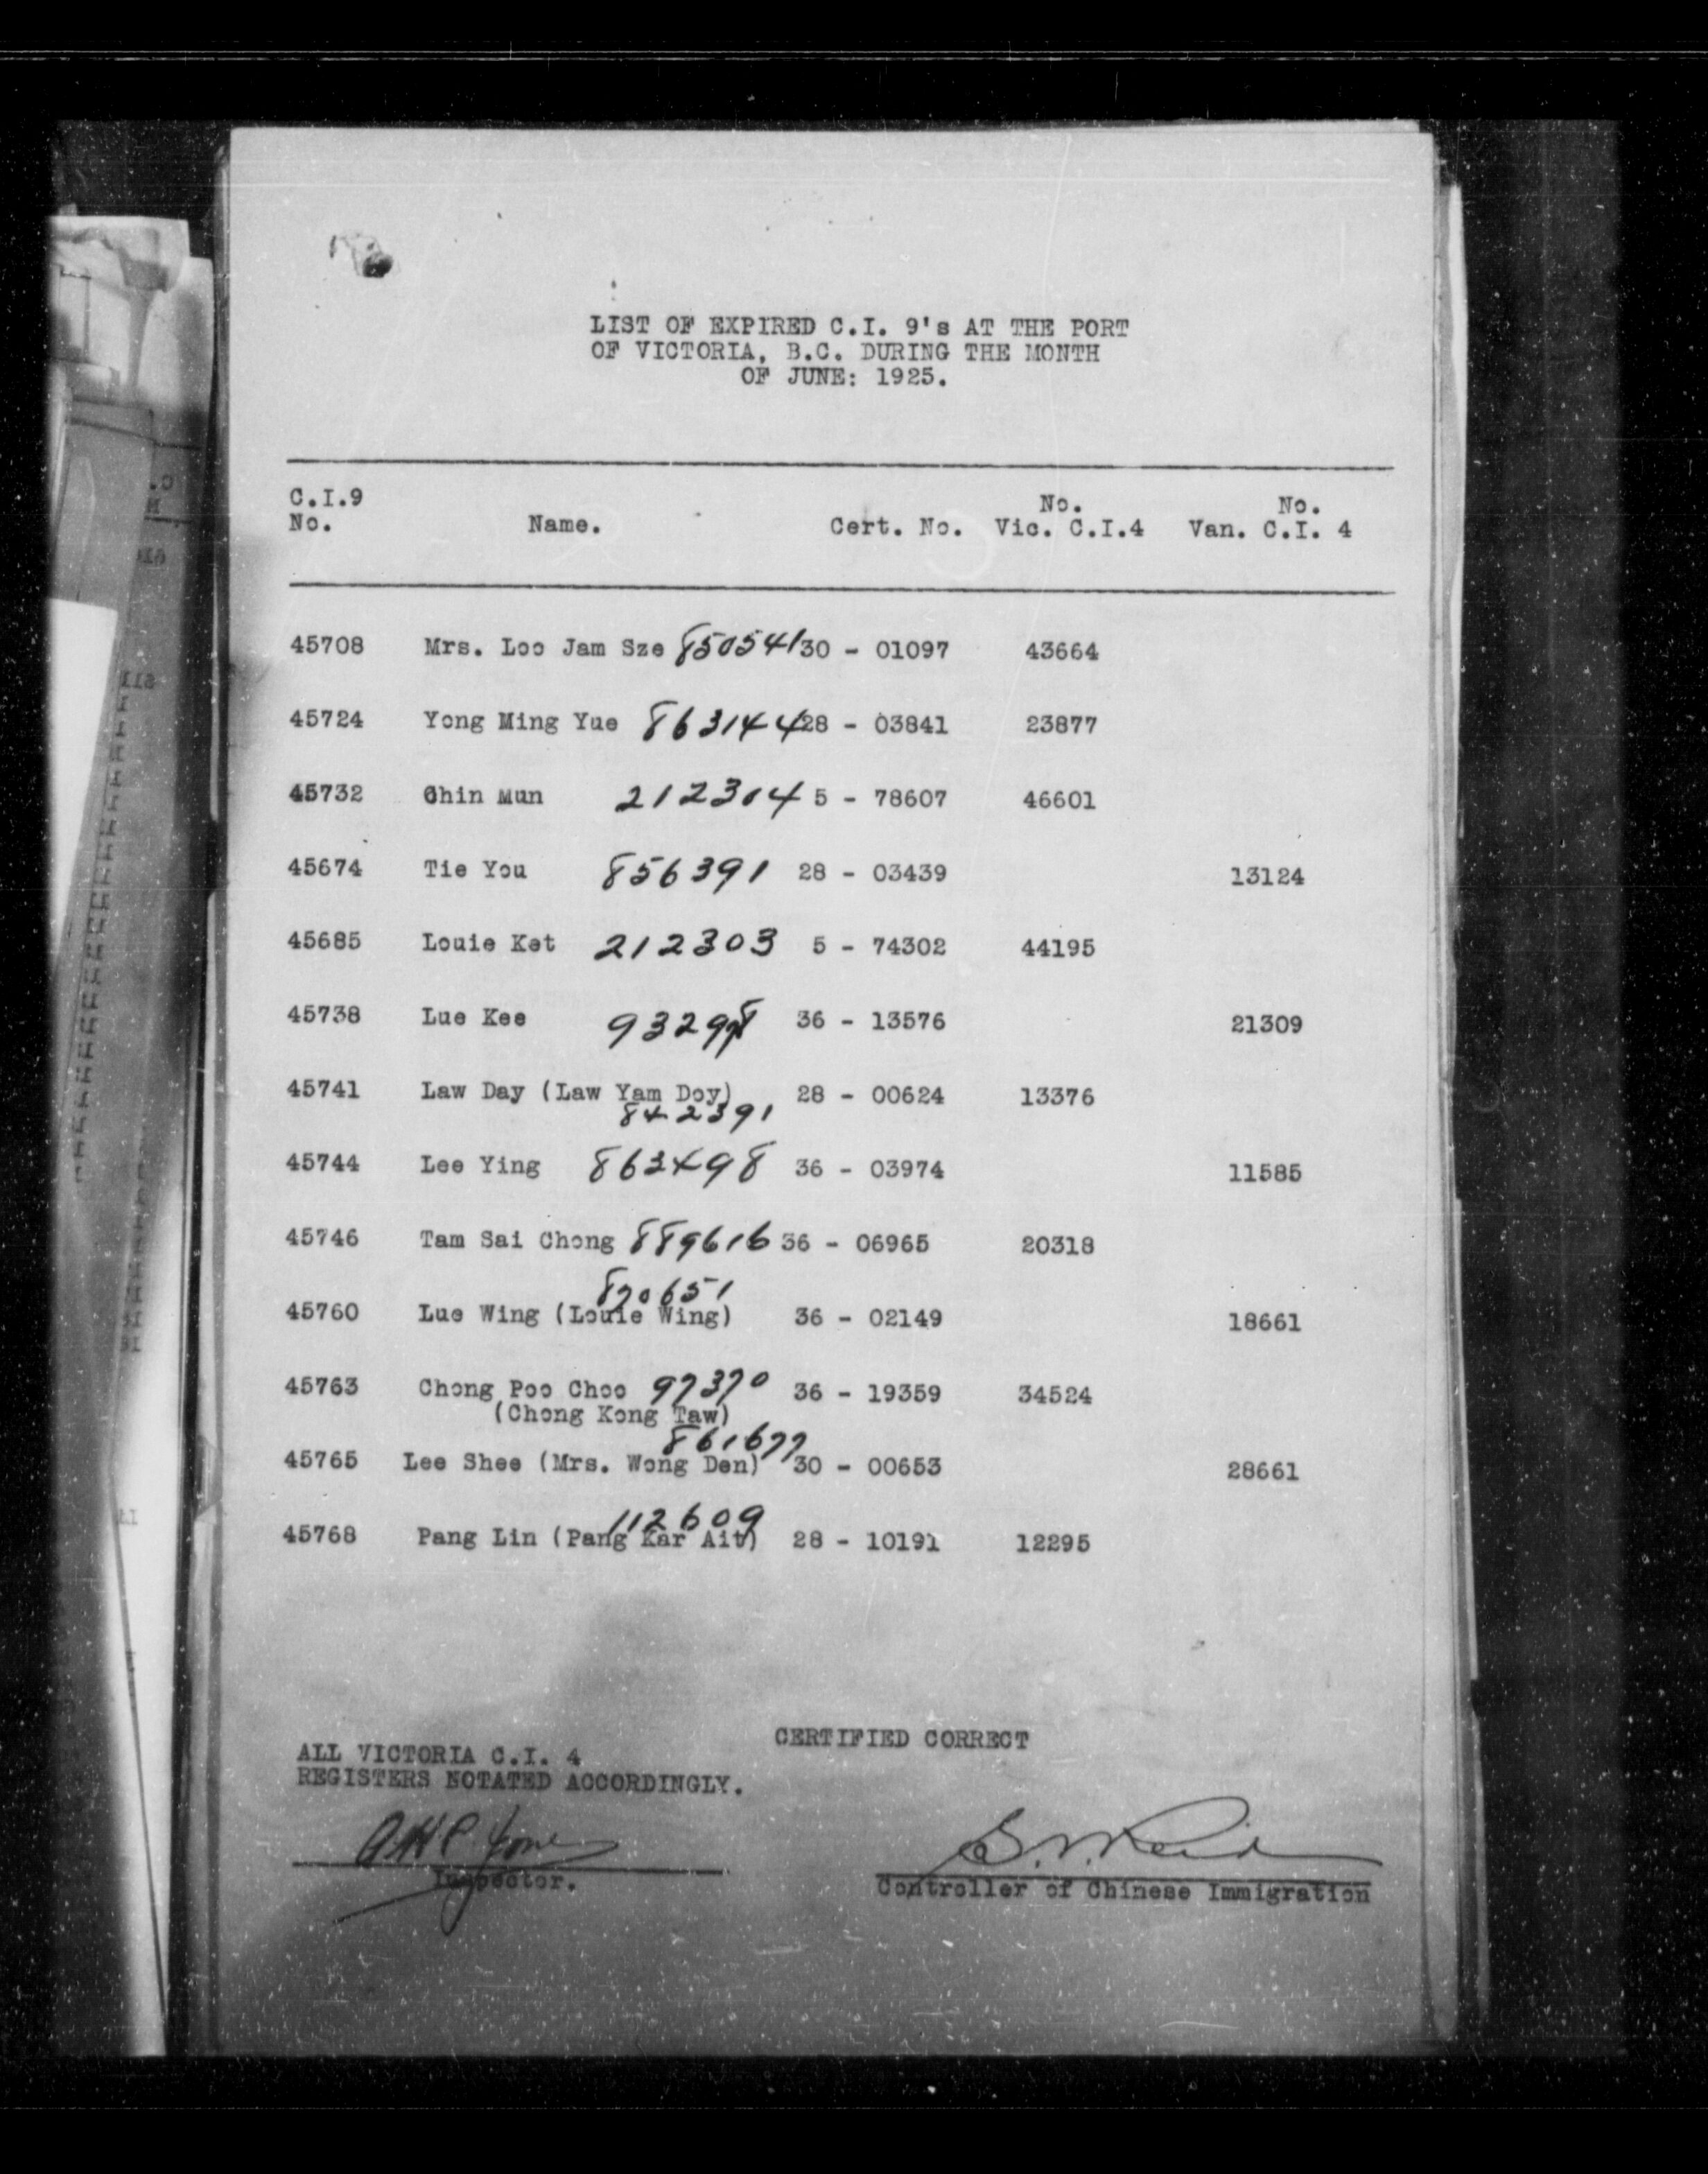 LIST OF EXPIRED C.I. 9's AT THE PORT
OF VICTORIA, B.C. DURING THE MONTH
OF JUNE: 1925.
C.I.9 No. No.
No. Name. Cert. No. Vic. C.I.4 Van. C.I. 4
45708 Mrs. Loo Jam Sze 850541 30 - 01097 43664
45724 Yong Ming Yue 863144 28 - 03841 23877
45732 Chin Mun 212304 5 - 78607 46601
45674 Tie You 856391 28 - 03439 13124
45685 Louie Ket 212303 5 - 74302 44195
45738 Lue Kee 36 - 13576 21309
45741 Law Day (Law Yam Doy) 28 - 00624 13376
842391
45744 Lee Ying 863498 36 - 03974 11585
45746 Tam Sai Chong 889616 36 - 06965 20318
870651
45760 Lue Wing (Louie Wing) 36 - 02149 18661
45763 Chong Poo Choo 97370 36 - 19359 34524
(Chong Kong Taw)
861677
45765 Lee Shee (Mrs. Wong Den) 30 - 00653 28661
112609
45768 Pang Lin (Pang Kar Ait) 28 - 10191 12295
CERTIFIED CORRECT
ALL VICTORIA C.I. 4
REGISTERS NOTATED ACCORDINGLY.
Inspector.
Controller of Chinese Immigration